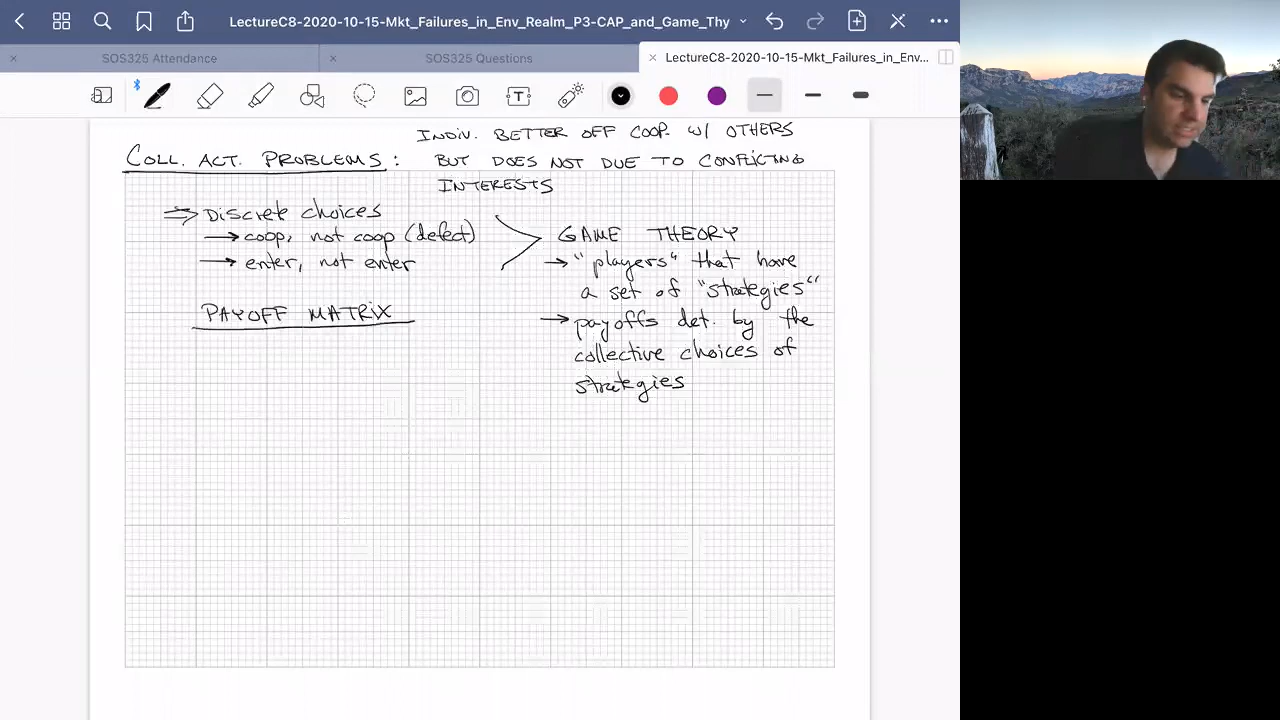 LectureC8-2020-10-15-Mkt_Failures_in_Env_Realm_P3-CAP_and_Game_Thy
SOS325 Attendance
SOS325 Questions
LectureC8-2020-10-15-Mkt_Failures_in_Env...
T
INDIV. BETTER OFF COOP. W/ OTHERS
COLL. ACT. PROBLEMS: BUT DOES NOT DUE TO CONFLICTING
INTERESTS
⇒ Discrete choices
→ coop, not coop (defect)
→ enter, not enter
PAYOFF MATRIX
GAME THEORY
→ "players" that have
a set of "strategies"
→ payoffs det. by the
collective choices of
strategies